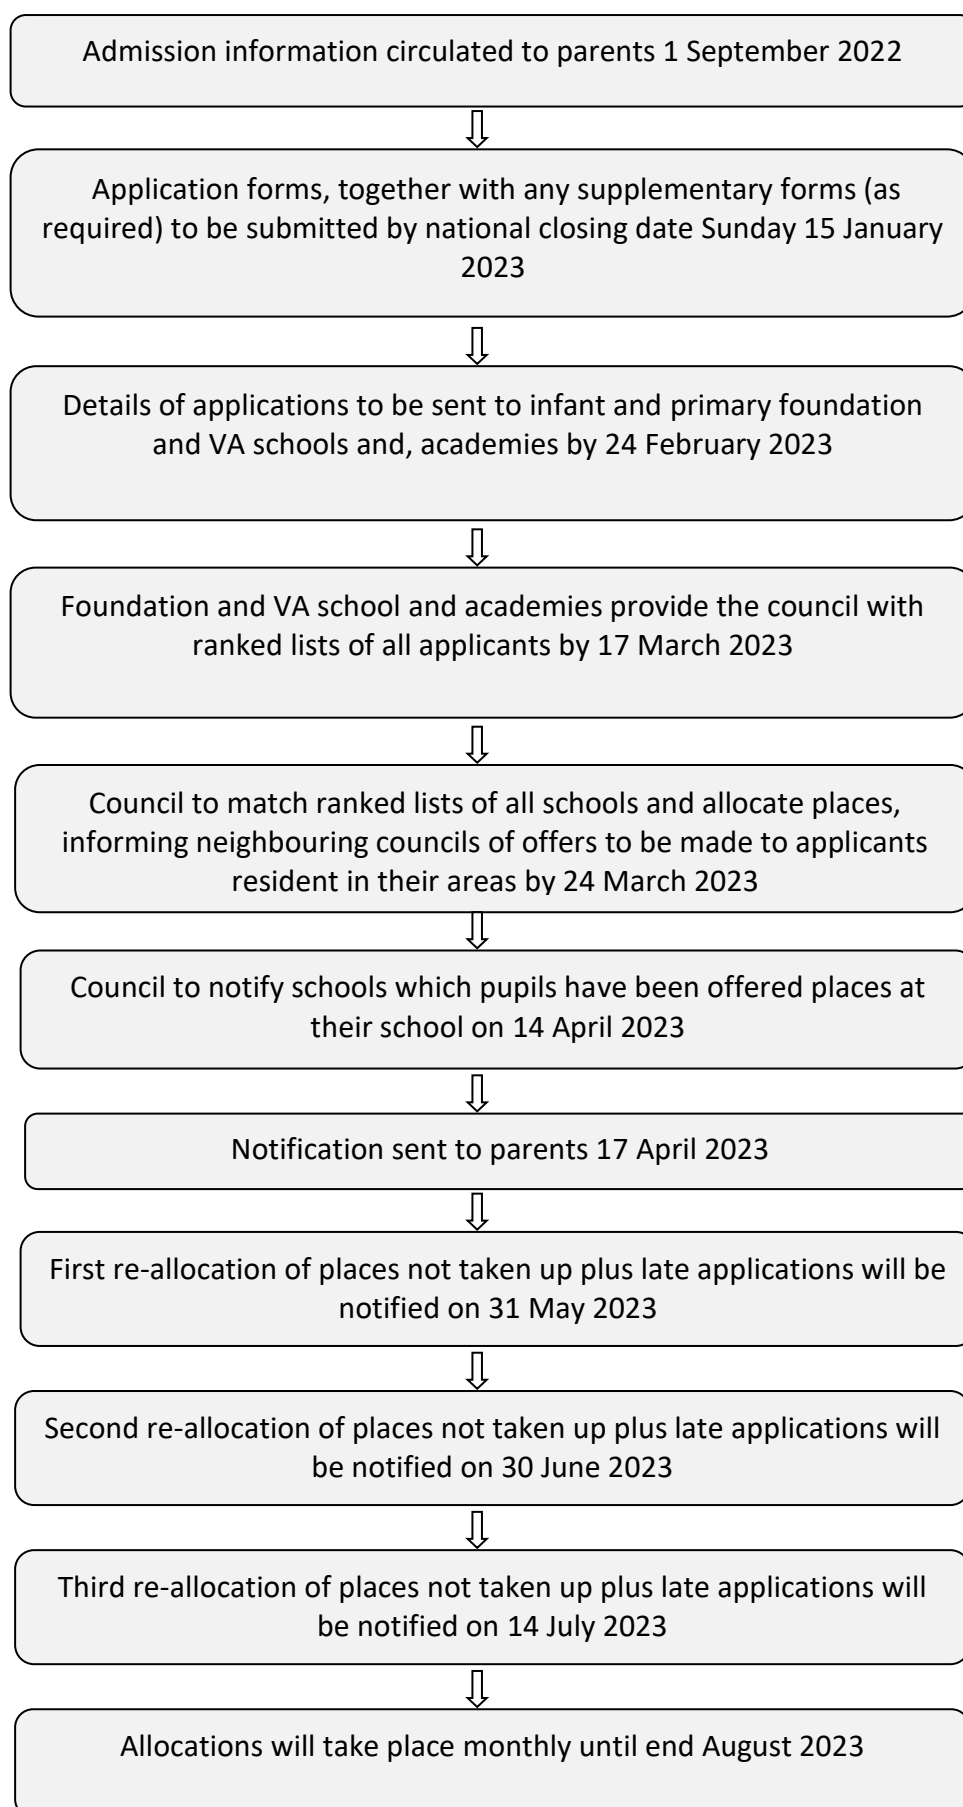 Admission information circulated to parents 1 September 2022
Application forms, together with any supplementary forms (as
required) to be submitted by national closing date Sunday 15 January
2023
Details of applications to be sent to infant and primary foundation
and VA schools and, academies by 24 February 2023
Foundation and VA school and academies provide the council with
ranked lists of all applicants by 17 March 2023
Council to match ranked lists of all schools and allocate places,
informing neighbouring councils of offers to be made to applicants
resident in their areas by 24 March 2023
Council to notify schools which pupils have been offered places at
their school on 14 April 2023
Notification sent to parents 17 April 2023
First re-allocation of places not taken up plus late applications will be
notified on 31 May 2023
Second re-allocation of places not taken up plus late applications will
be notified on 30 June 2023
Third re-allocation of places not taken up plus late applications will
be notified on 14 July 2023
Allocations will take place monthly until end August 2023